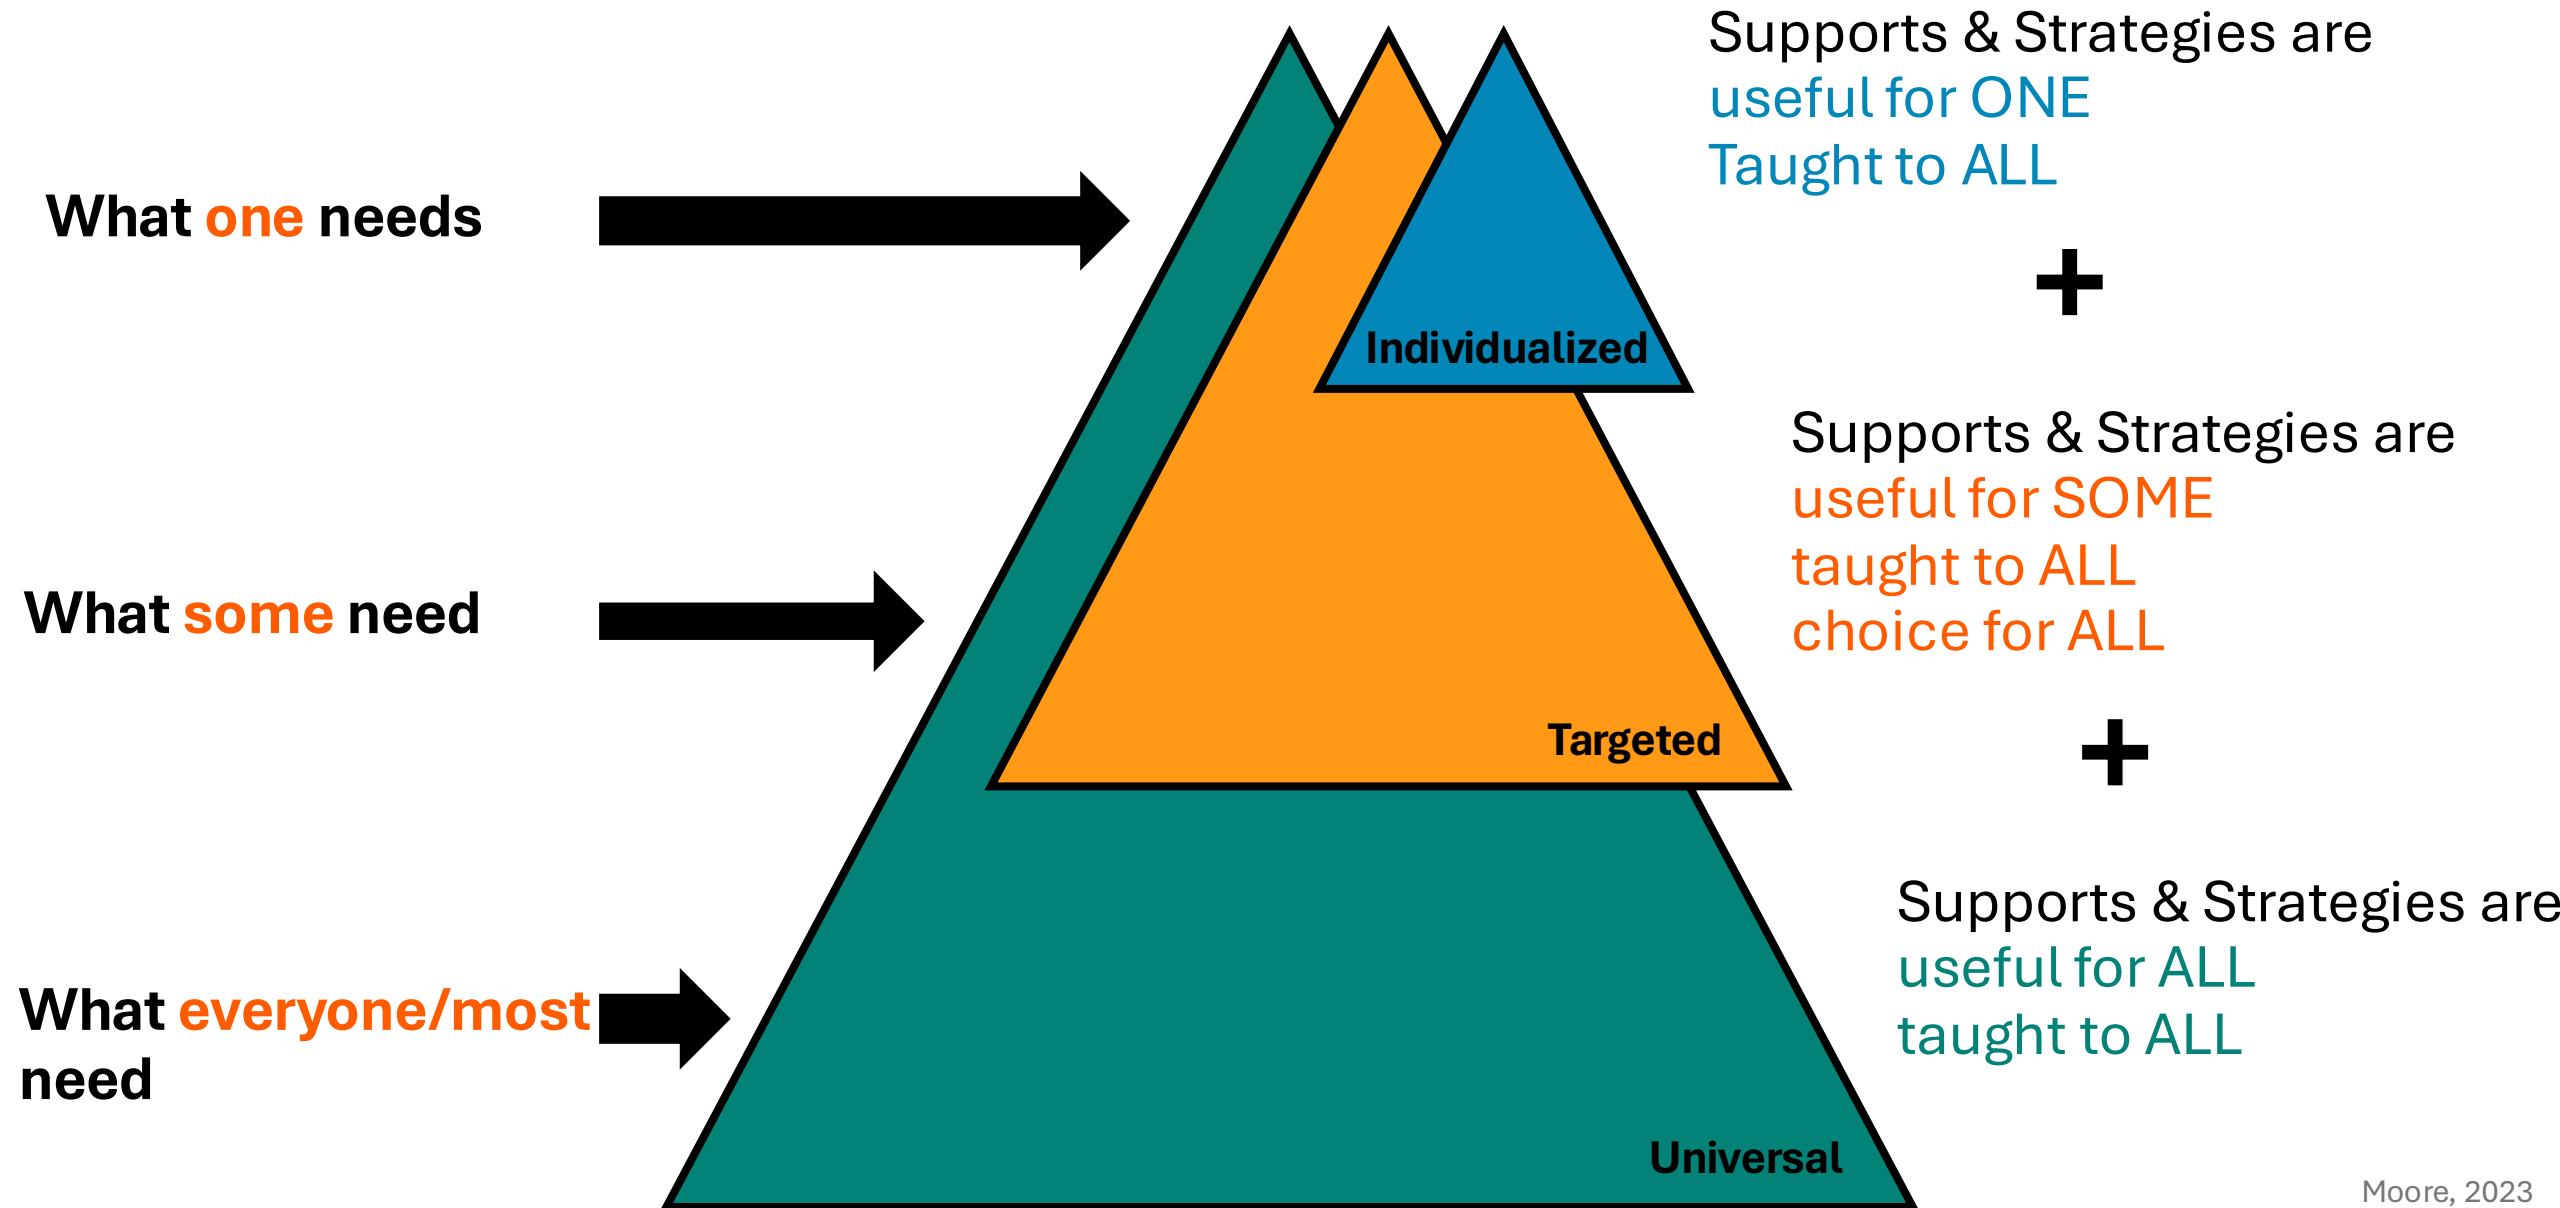 Supports & Strategies are
useful for ONE
Taught to ALL
What one needs
+
Individualized
Supports & Strategies are
useful for SOME
taught to ALL
choice for ALL
What some need
Targeted
+
Supports & Strategies are
useful for ALL
taught to ALL
What everyone/most
need
Universal
Moore, 2023